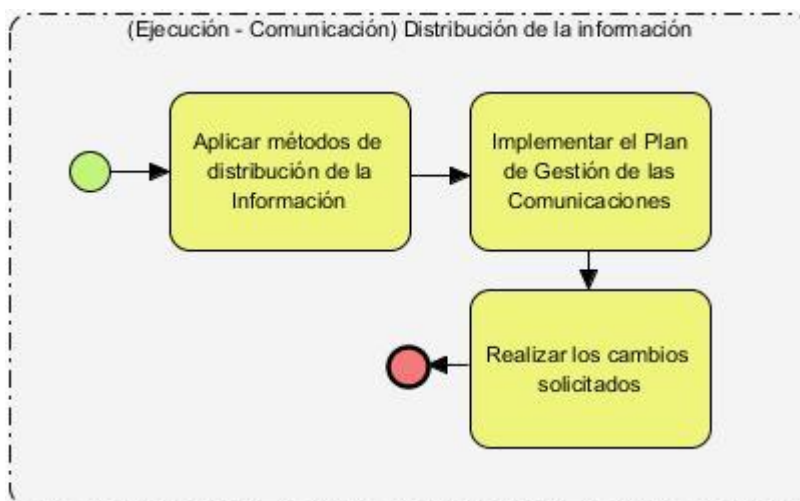 (Ejecución - Comunicación) Distribución de la información
Aplicar métodos de
distribución de la
Información
Implementar el Plan
de Gestión de las
Comunicaciones
Realizar los cambios
solicitados